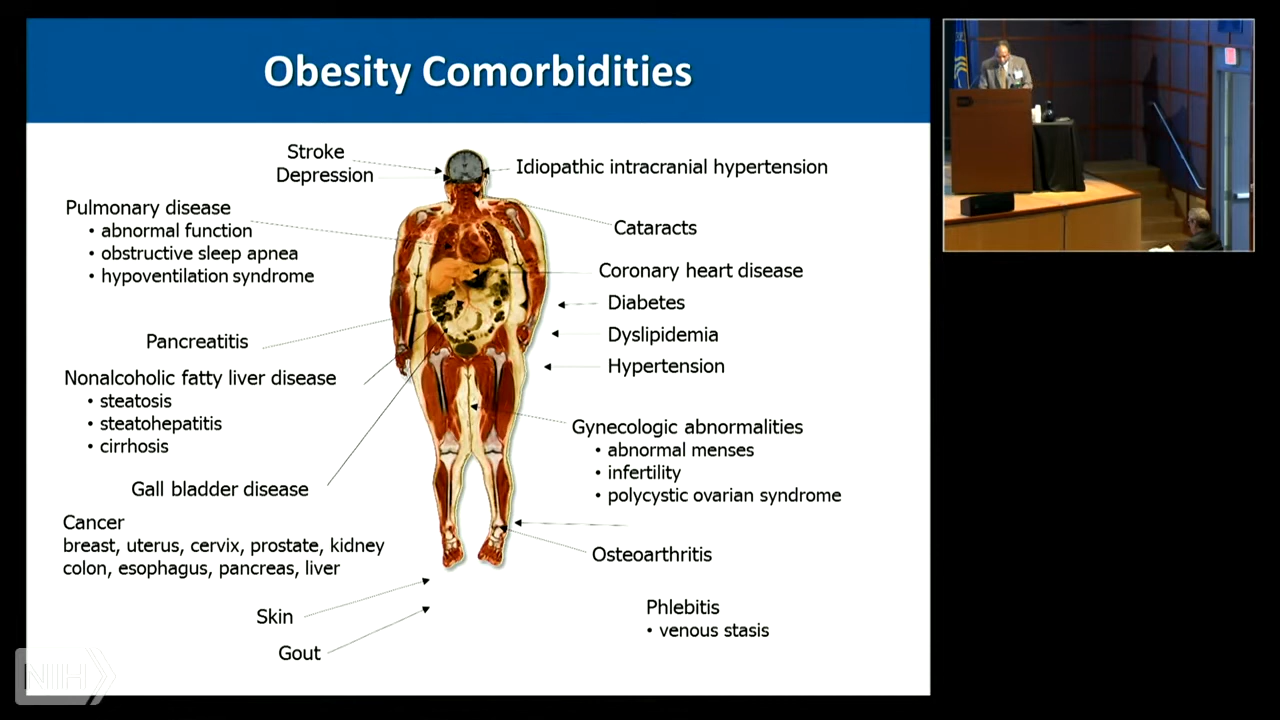 Obesity Comorbidities
Stroke
Depression
Idiopathic intracranial hypertension
Pulmonary disease
• abnormal function
• obstructive sleep apnea
• hypoventilation syndrome
Cataracts
Coronary heart disease
Diabetes
Dyslipidemia
Hypertension
Pancreatitis
Nonalcoholic fatty liver disease
• steatosis
• steatohepatitis
• cirrhosis
Gynecologic abnormalities
• abnormal menses
• infertility
• polycystic ovarian syndrome
Gall bladder disease
Cancer
breast, uterus, cervix, prostate, kidney
colon, esophagus, pancreas, liver
Osteoarthritis
Skin
Gout
Phlebitis
• venous stasis
NIH